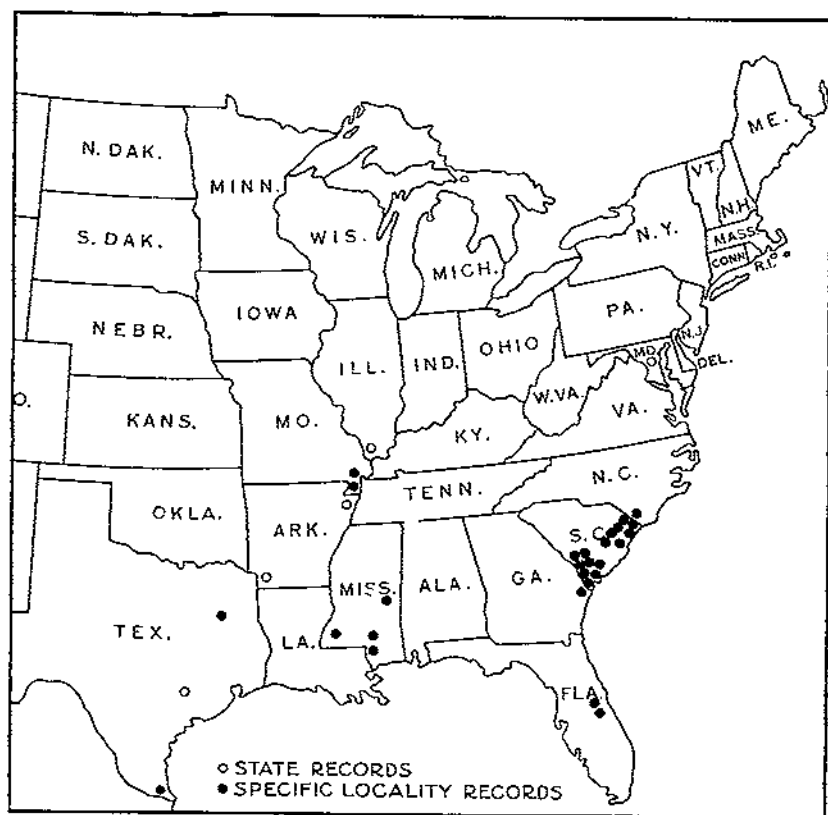 ME.
N. DAK.
MINN.
VT.
N.H.
WIS.
N.Y.
MASS.
S. DAK.
MICH.
CONN.
R.I.
IOWA
PA.
NEBR.
N.J.
OHIO
ILL.
IND.
MD.
DEL.
W.VA.
O.
KANS.
MO.
VA.
KY.
N.C.
TENN.
OKLA.
ARK.
S.C.
MISS.
ALA.
GA.
TEX.
LA.
FLA.
○ STATE RECORDS
● SPECIFIC LOCALITY RECORDS